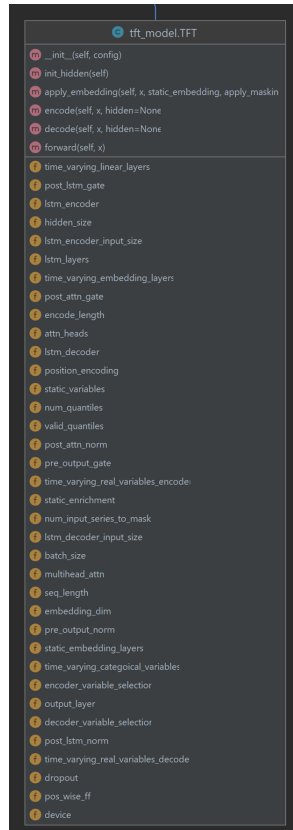 tft_model.TFT
__init__(self, config)
init_hidden(self)
apply_embedding(self, x, static_embedding, apply_maskin
encode(self, x, hidden=None
decode(self, x, hidden=None
forward(self, x)
time_varying_linear_layers
post_lstm_gate
lstm_encoder
hidden_size
lstm_encoder_input_size
lstm_layers
time_varying_embedding_layers
post_attn_gate
encode_length
attn_heads
lstm_decoder
position_encoding
static_variables
num_quantiles
valid_quantiles
post_attn_norm
pre_output_gate
time_varying_real_variables_encoder
static_enrichment
num_input_series_to_mask
lstm_decoder_input_size
batch_size
multihead_attn
seq_length
embedding_dim
pre_output_norm
static_embedding_layers
time_varying_categoical_variables
encoder_variable_selection
output_layer
decoder_variable_selection
post_lstm_norm
time_varying_real_variables_decode
dropout
pos_wise_ff
device